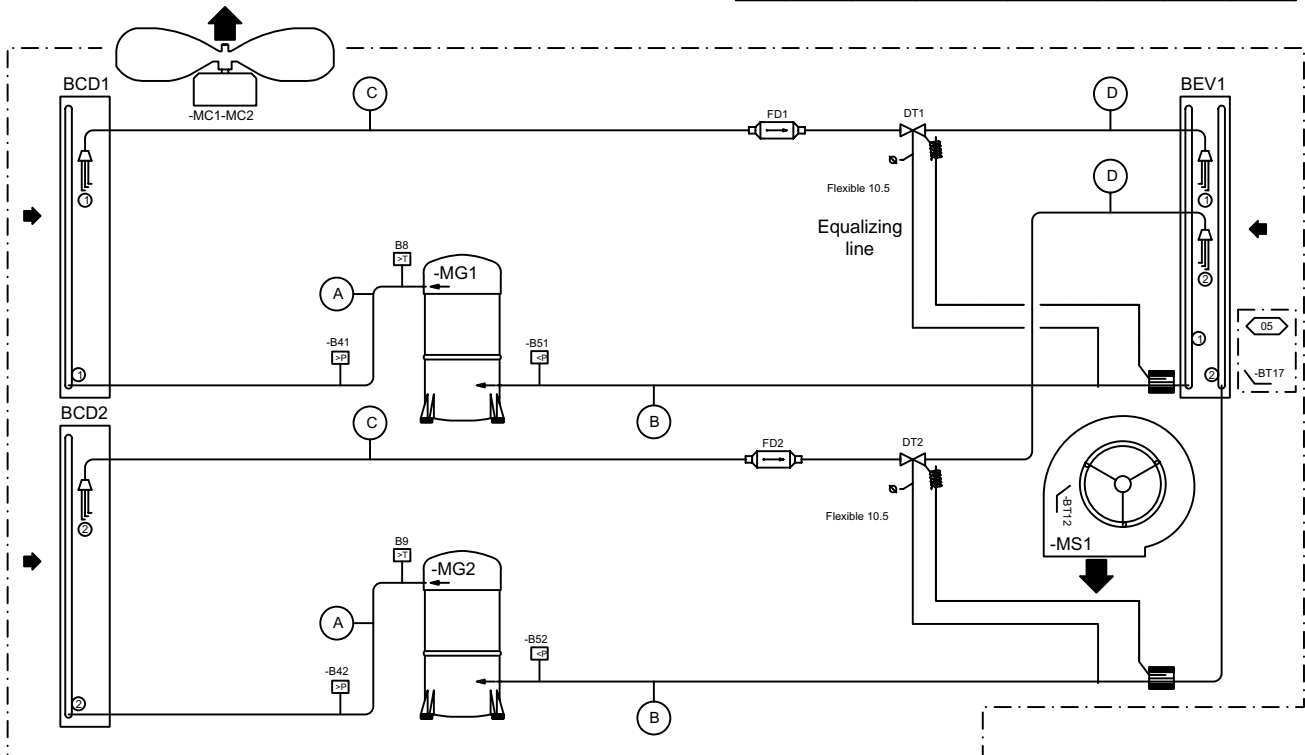 BCD1
-MC1-MC2
C
FD1
DT1
D
BEV1
Flexible 10.5
D
1
1
Equalizing
line
2
B8
>T
-MG1
A
05
-B41
>P
-B51
<P
1
-BT17
1
2
BCD2
C
B
FD2
DT2
2
Flexible 10.5
-BT12
-MS1
B9
>T
-MG2
A
-B52
<P
-B42
>P
2
B